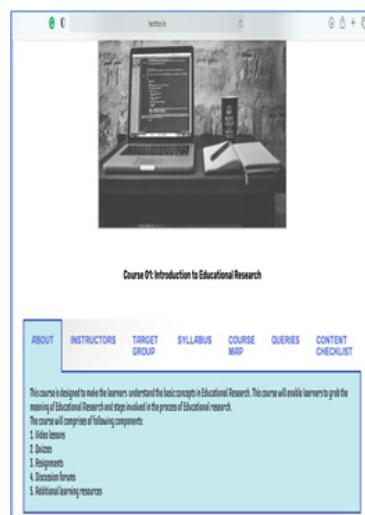 Course 01: Introduction to Educational Research
ABOUT INSTRUCTORS TARGET GROUP SYLLABUS COURSE MAP QUERIES CONTENT CHECKLIST
This course is designed to make the learners understand the basic concepts in Educational Research. This course will enable learners to grab the
meaning of Educational Research and steps involved in the process of Educational research.
The course will comprises of following components:
1. Video lessons
2. Quizzes
3. Assignments
4. Discussion forums
5. Additional learning resources